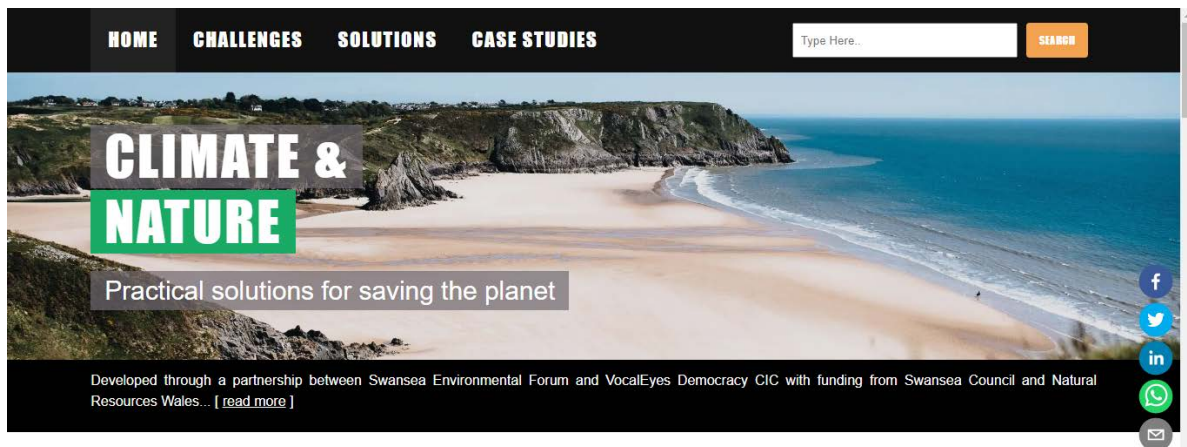 HOME CHALLENGES SOLUTIONS CASE STUDIES Type Here.. SEARCH
CLIMATE &
NATURE
Practical solutions for saving the planet
Developed through a partnership between Swansea Environmental Forum and VocalEyes Democracy CIC with funding from Swansea Council and Natural
Resources Wales... [ read more ]
f
in